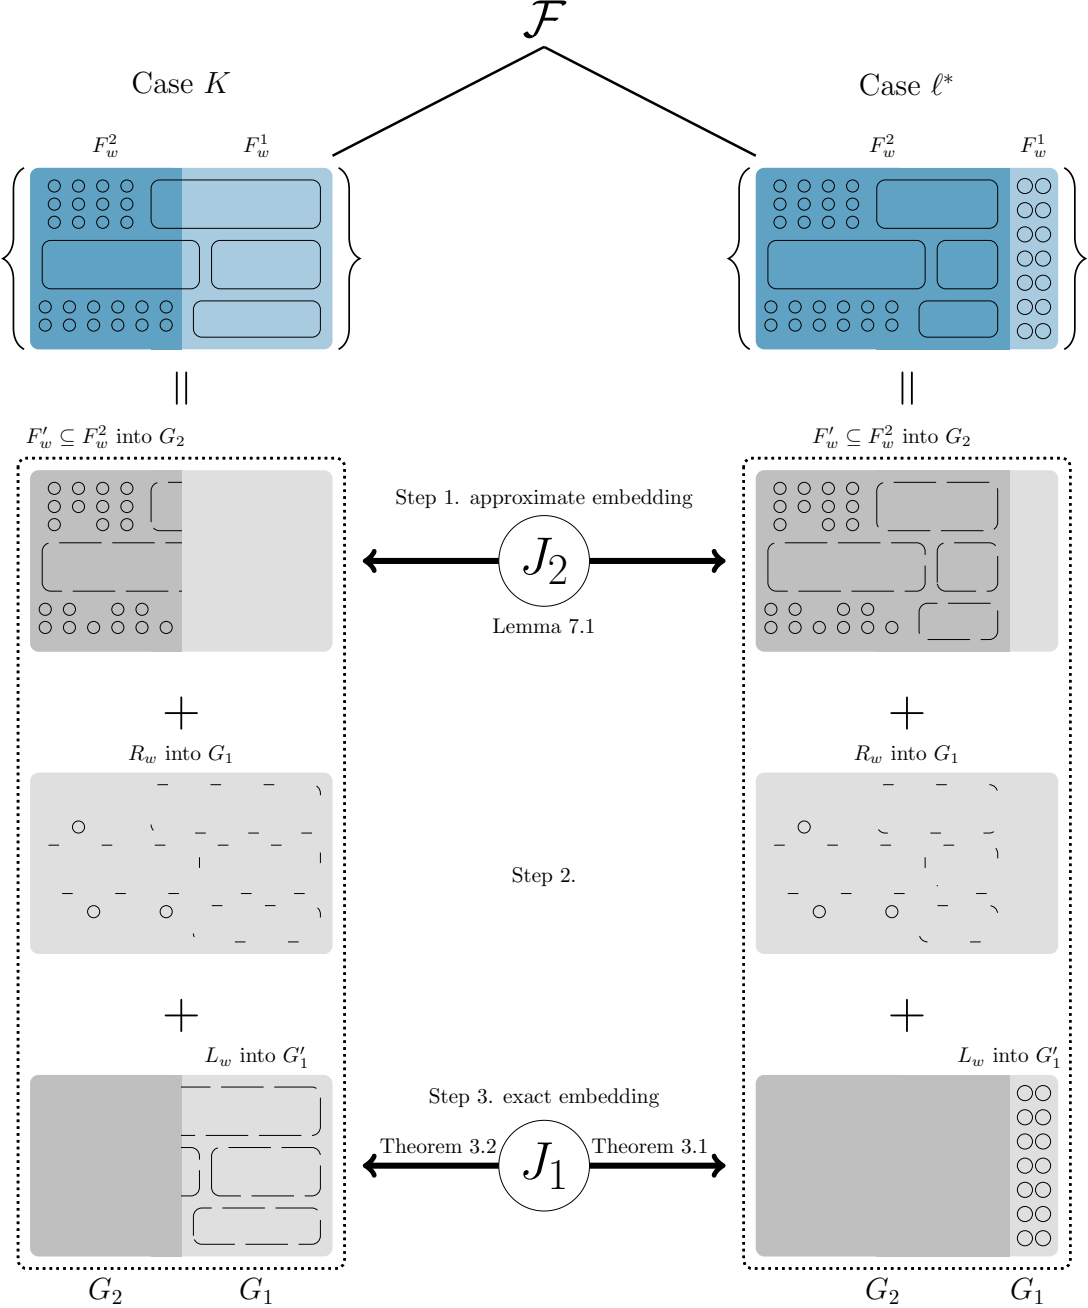 𝓕
Case K
Case ℓ*
F_w^2
F_w^1
F_w^2
F_w^1
F′_w ⊆ F_w^2 into G_2
F′_w ⊆ F_w^2 into G_2
Step 1. approximate embedding
J_2
Lemma 7.1
R_w into G_1
R_w into G_1
Step 2.
L_w into G′_1
L_w into G′_1
Step 3. exact embedding
Theorem 3.2
J_1
Theorem 3.1
G_2
G_1
G_2
G_1